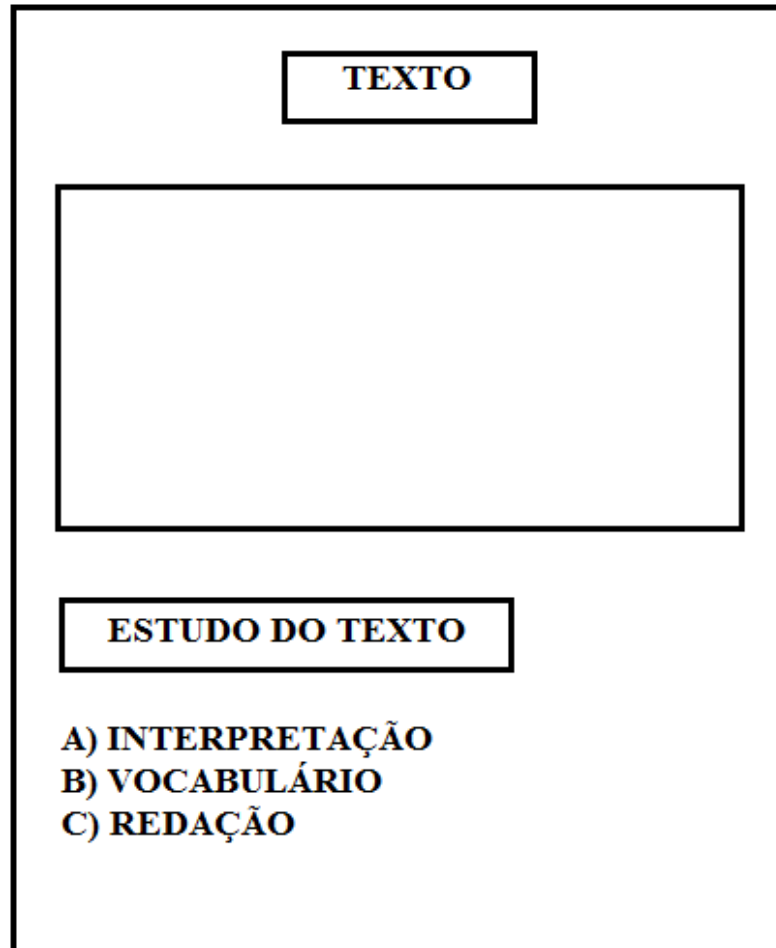 TEXTO
ESTUDO DO TEXTO
A) INTERPRETAÇÃO
B) VOCABULÁRIO
C) REDAÇÃO